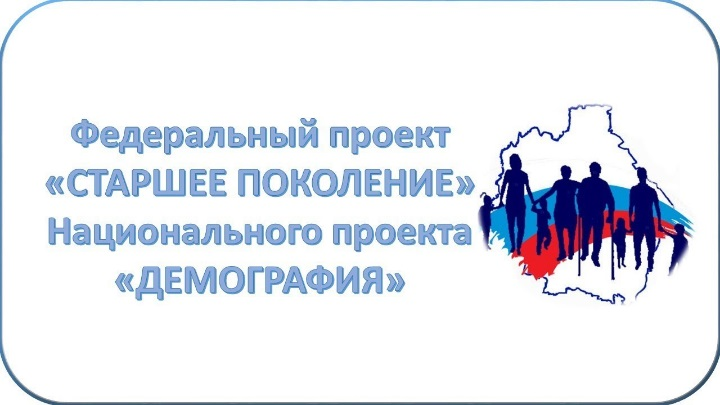 Федеральный проект
«СТАРШЕЕ ПОКОЛЕНИЕ»
Национального проекта
«ДЕМОГРАФИЯ»